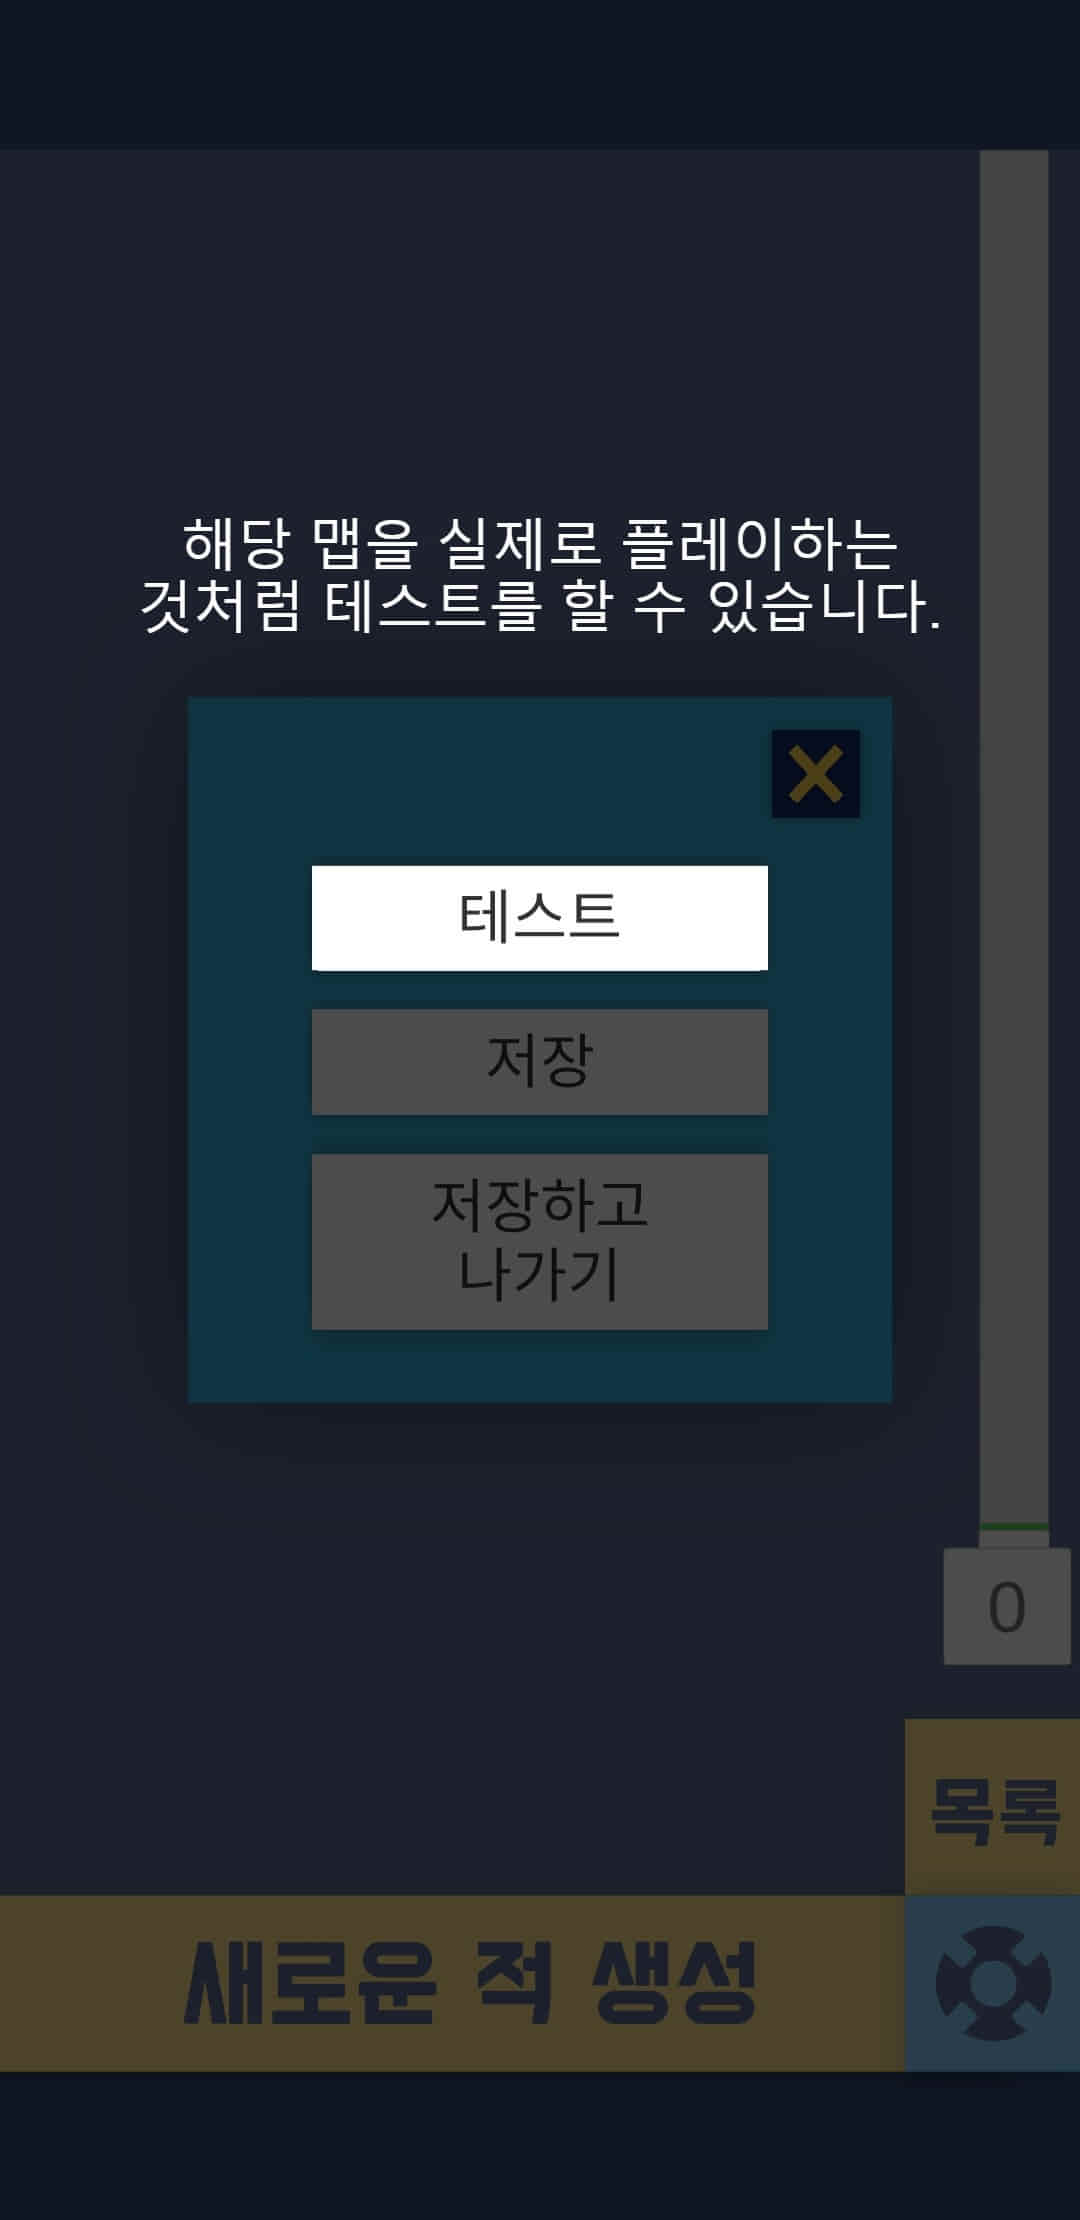 해당 맵을 실제로 플레이하는
것처럼 테스트를 할 수 있습니다.
테스트
저장
저장하고
나가기
0
목록
새로운 적 생성